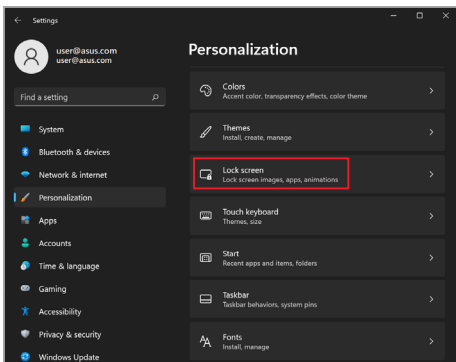 Settings
user@asus.com
user@asus.com
Find a setting
System
Bluetooth & devices
Network & internet
Personalization
Apps
Accounts
Time & language
Gaming
Accessibility
Privacy & security
Windows Update
Personalization
Colors
Accent color, transparency effects, color theme
Themes
Install, create, manage
Lock screen
Lock screen images, apps, animations
Touch keyboard
Themes, size
Start
Recent apps and items, folders
Taskbar
Taskbar behaviors, system pins
Fonts
Install, manage